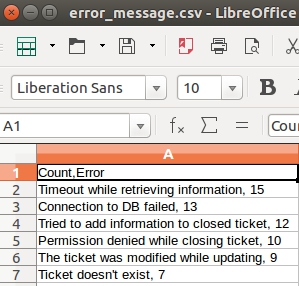 error_message.csv - LibreOffice
Liberation Sans 10 B
A1 fx Σ = Cou
A
1 Count,Error
2 Timeout while retrieving information, 15
3 Connection to DB failed, 13
4 Tried to add information to closed ticket, 12
5 Permission denied while closing ticket, 10
6 The ticket was modified while updating, 9
7 Ticket doesn't exist, 7